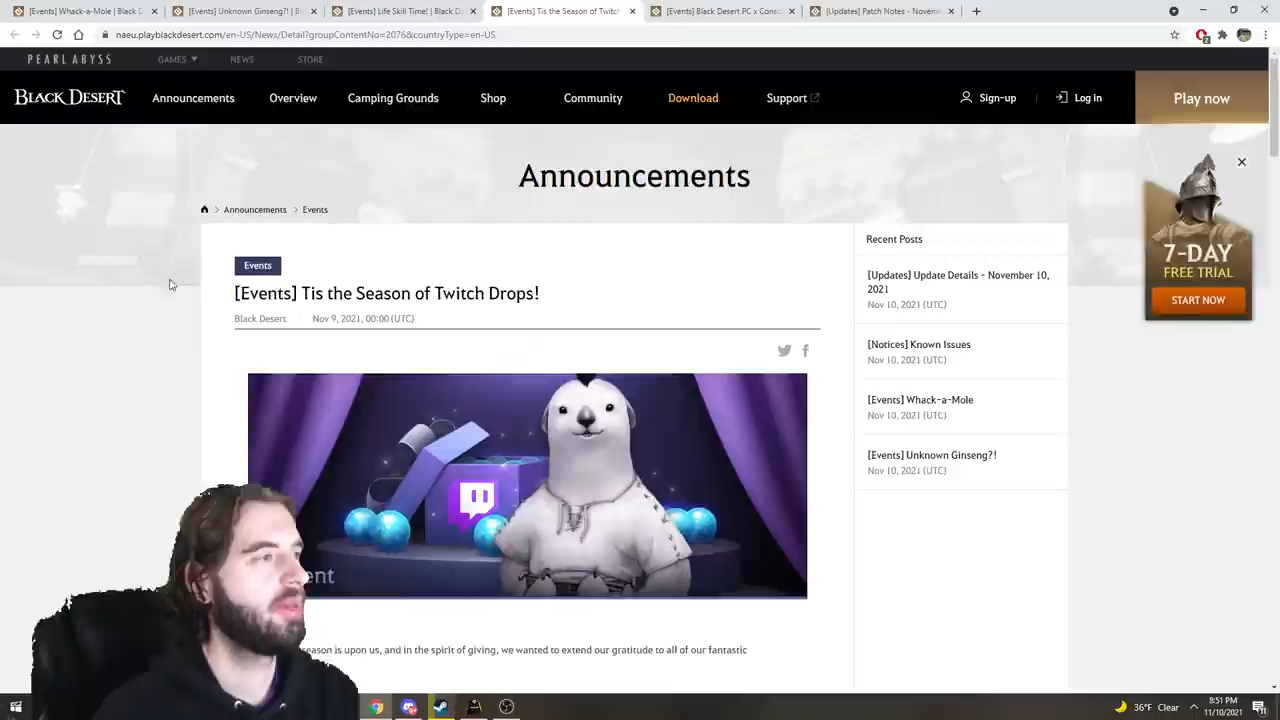 [Events] Whack-a-Mole | Black D
[Events] Unknown Ginseng?! | B
[Events] Life Skill Time! | Black D
[Events] Tis the Season of Twitch
[Events] Black Desert PC x Conso
[Updates] Patch Notes - Novem
naeu.playblackdesert.com/en-US/News/Detail?groupContentNo=2076&countryType=en-US
PEARL ABYSS
GAMES
NEWS
STORE
BLACK DESERT
Announcements
Overview
Camping Grounds
Shop
Community
Download
Support
Sign-up
Log in
Play now
Announcements
Announcements > Events
Events
[Events] Tis the Season of Twitch Drops!
Black Desert
Nov 9, 2021, 00:00 (UTC)
ent
eason is upon us, and in the spirit of giving, we wanted to extend our gratitude to all of our fantastic
Recent Posts
[Updates] Update Details - November 10,
2021
Nov 10, 2021 (UTC)
[Notices] Known Issues
Nov 10, 2021 (UTC)
[Events] Whack-a-Mole
Nov 10, 2021 (UTC)
[Events] Unknown Ginseng?!
Nov 10, 2021 (UTC)
7-DAY
FREE TRIAL
START NOW
36°F Clear
8:51 PM
11/10/2021